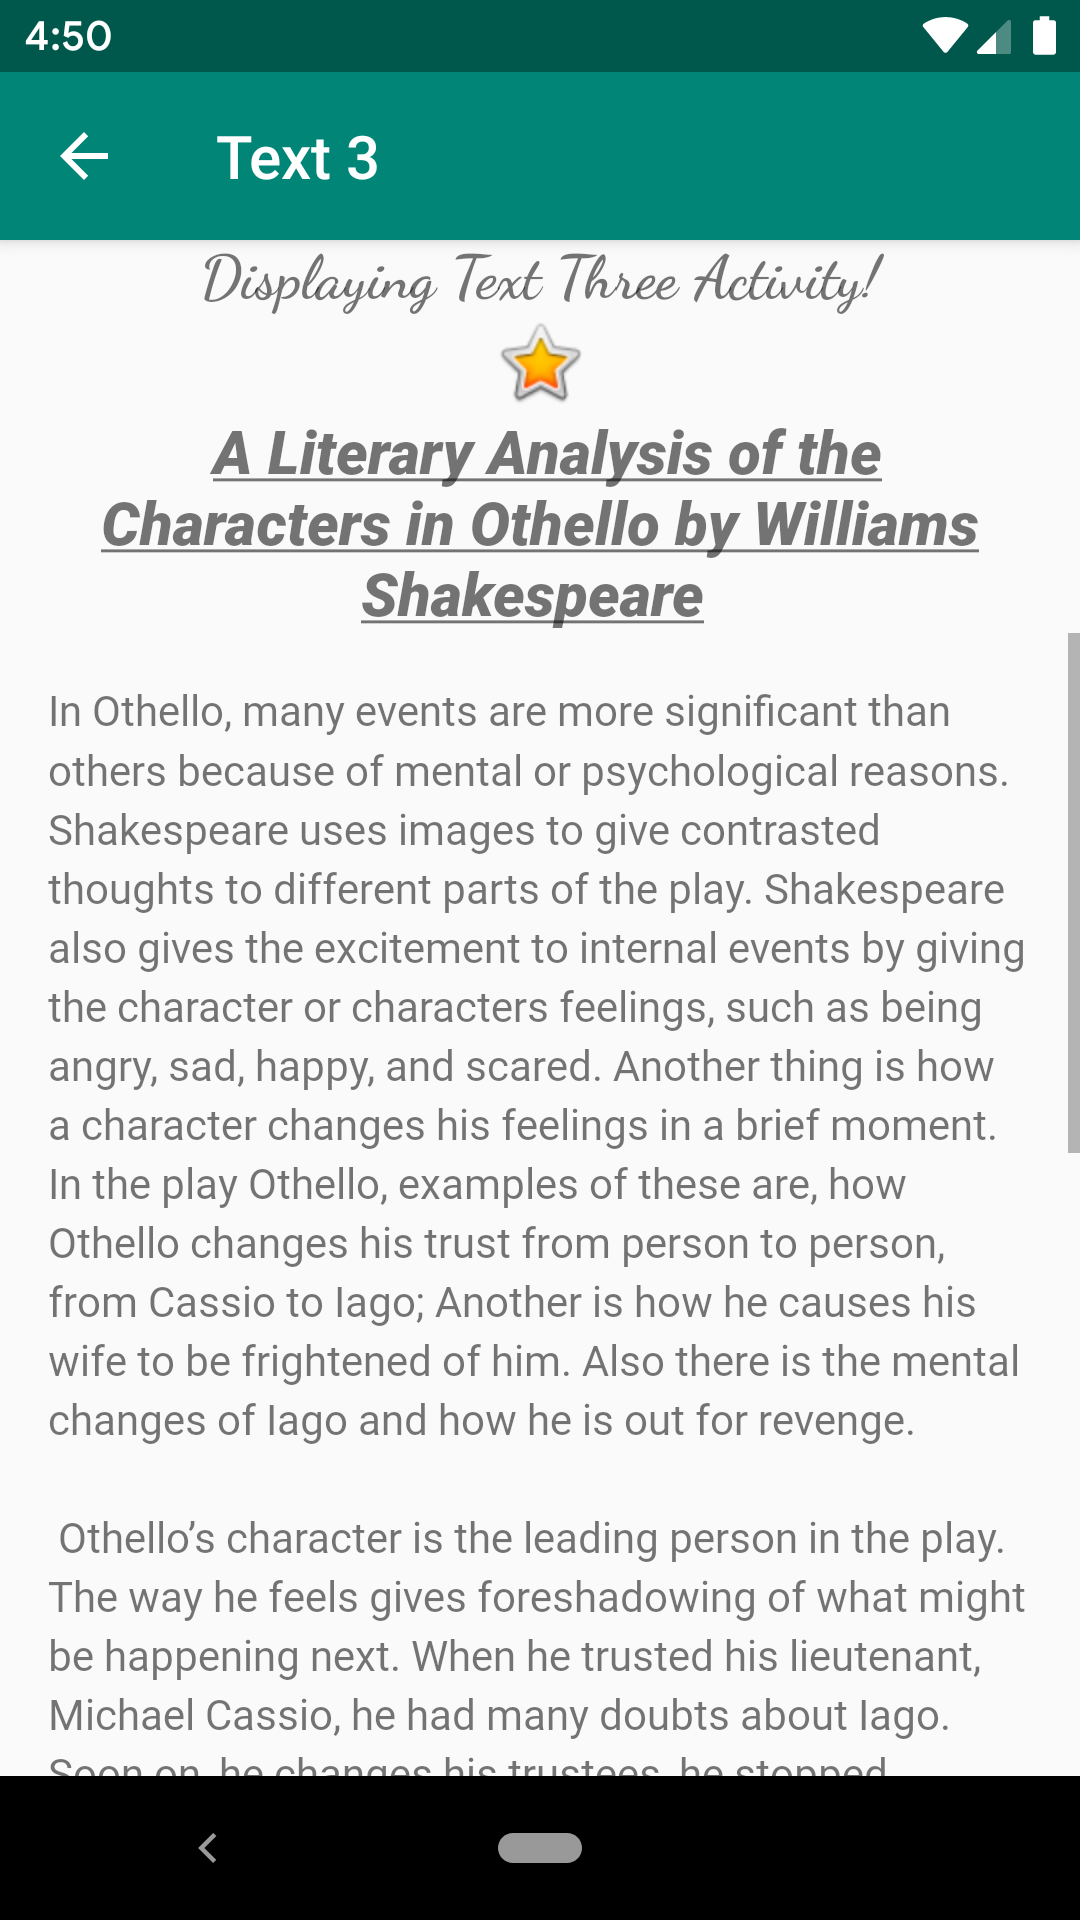 4:50
Text 3
Displaying Text Three Activity!
A Literary Analysis of the
Characters in Othello by Williams
Shakespeare
In Othello, many events are more significant than
others because of mental or psychological reasons.
Shakespeare uses images to give contrasted
thoughts to different parts of the play. Shakespeare
also gives the excitement to internal events by giving
the character or characters feelings, such as being
angry, sad, happy, and scared. Another thing is how
a character changes his feelings in a brief moment.
In the play Othello, examples of these are, how
Othello changes his trust from person to person,
from Cassio to Iago; Another is how he causes his
wife to be frightened of him. Also there is the mental
changes of Iago and how he is out for revenge.
Othello’s character is the leading person in the play.
The way he feels gives foreshadowing of what might
be happening next. When he trusted his lieutenant,
Michael Cassio, he had many doubts about Iago.
Soon on, he changes his trustees, he stopped